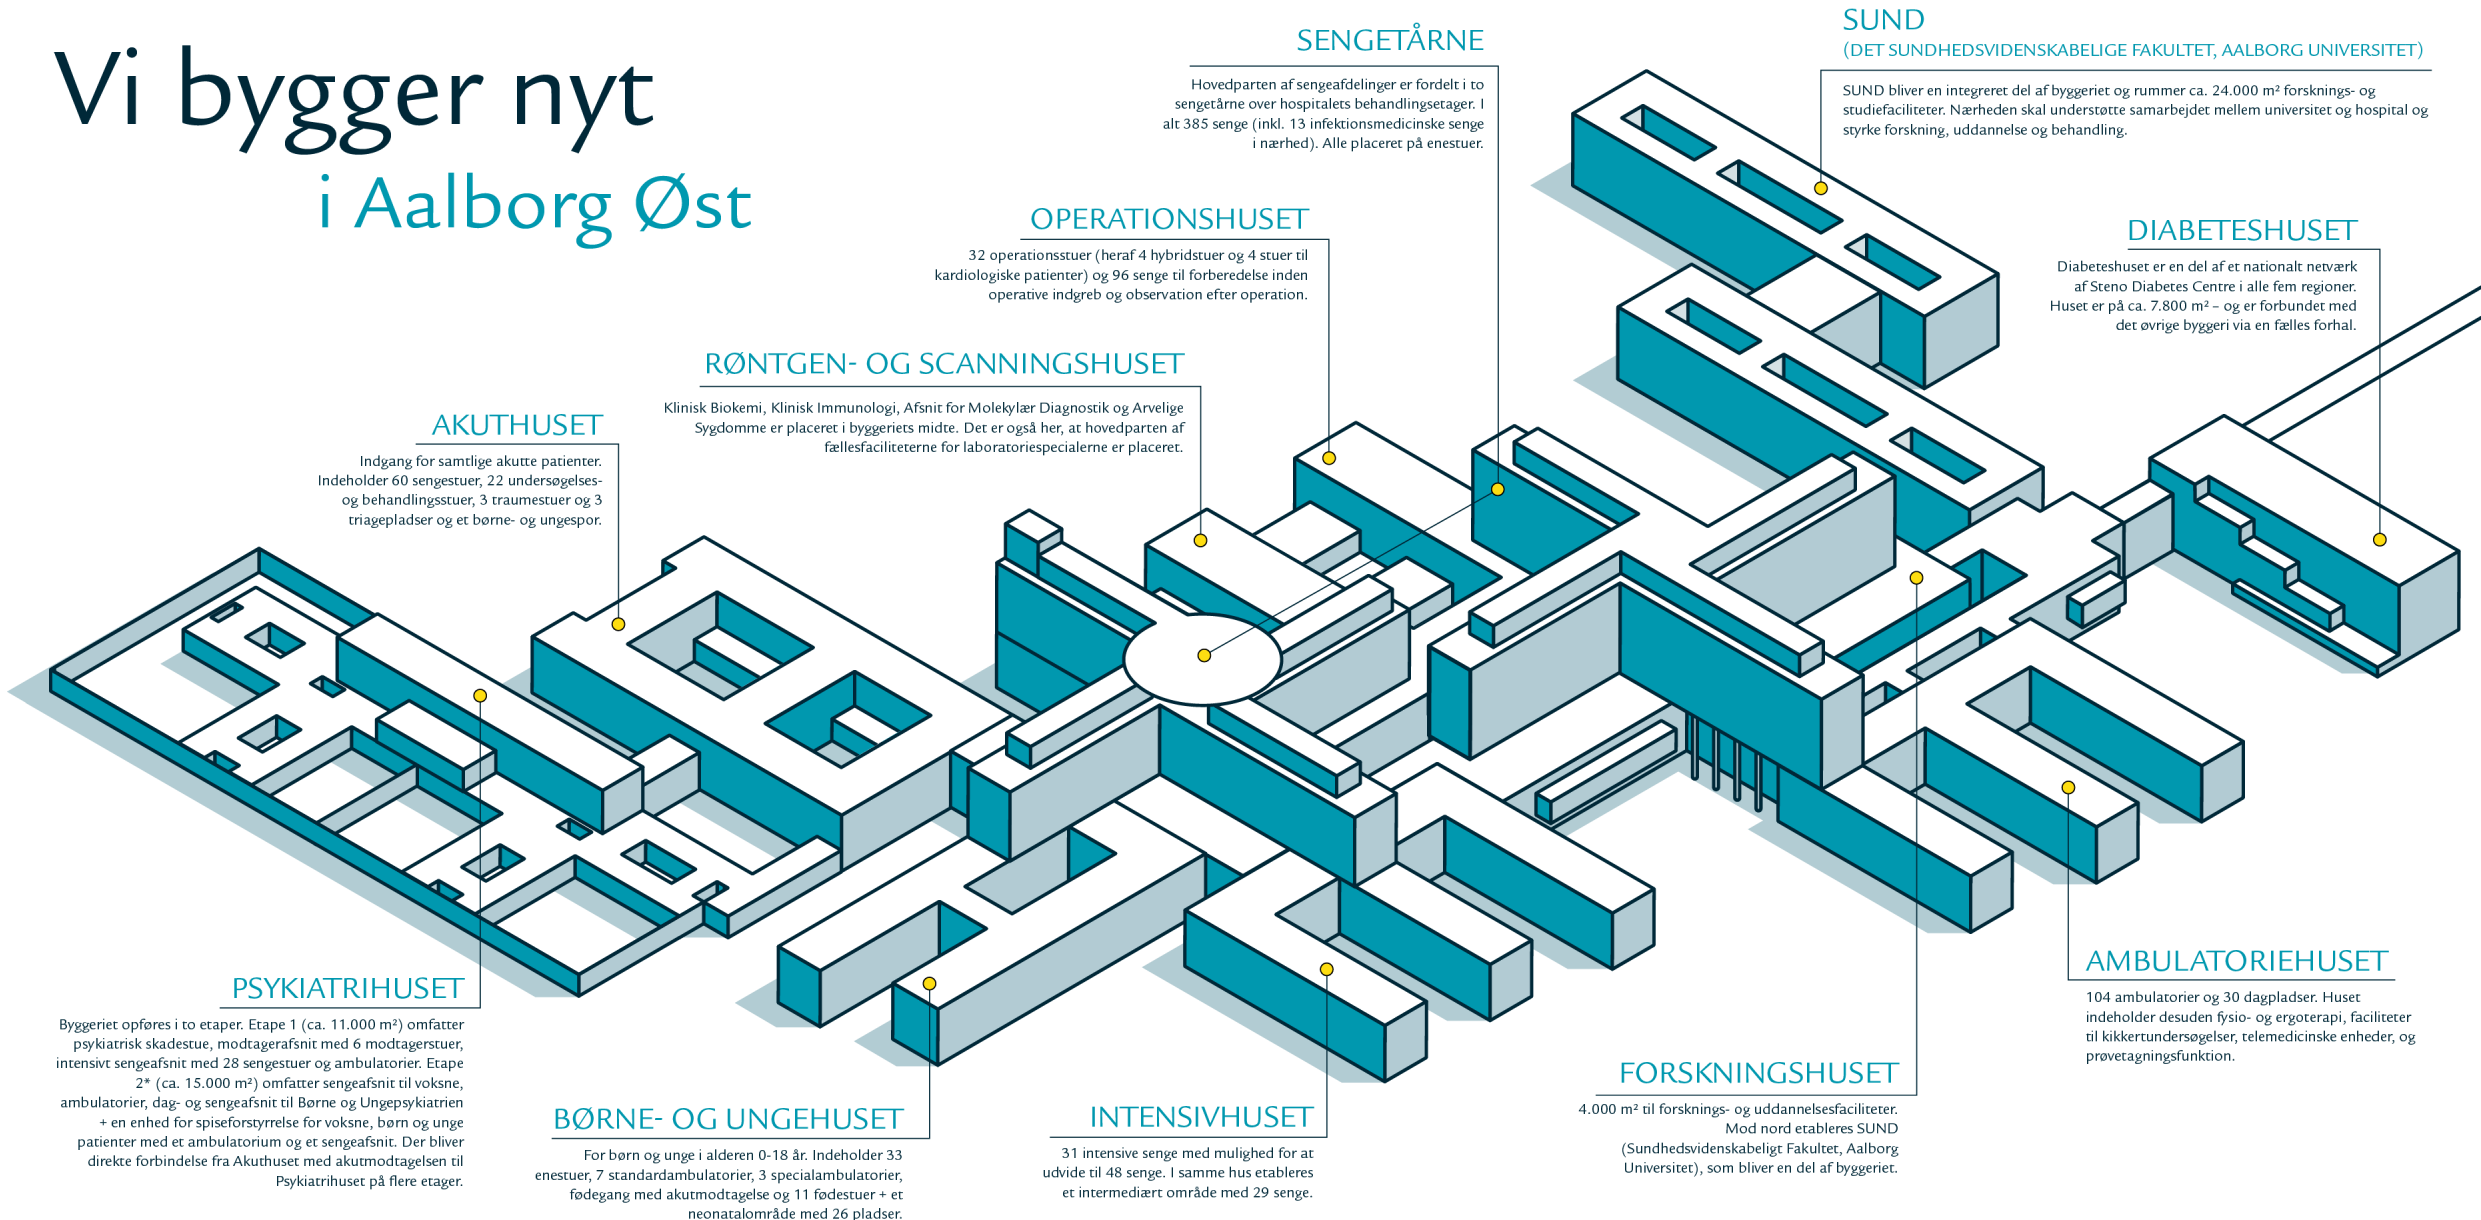 Vi bygger nyt
i Aalborg Øst
SENGETÅRNE
Hovedparten af sengeafdelinger er fordelt i to
sengetårne over hospitalets behandlingsetager. I
alt 385 senge (inkl. 13 infektionsmedicinske senge
i nærhed). Alle placeret på enestuer.
SUND
(DET SUNDHEDSVIDENSKABELIGE FAKULTET, AALBORG UNIVERSITET)
SUND bliver en integreret del af byggeriet og rummer ca. 24.000 m² forsknings- og
studiefaciliteter. Nærheden skal understøtte samarbejdet mellem universitet og hospital og
styrke forskning, uddannelse og behandling.
OPERATIONSHUSET
32 operationsstuer (heraf 4 hybridstuer og 4 stuer til
kardiologiske patienter) og 96 senge til forberedelse inden
operative indgreb og observation efter operation.
DIABETESHUSET
Diabeteshuset er en del af et nationalt netværk
af Steno Diabetes Centre i alle fem regioner.
Huset er på ca. 7.800 m² – og er forbundet med
det øvrige byggeri via en fælles forhal.
RØNTGEN- OG SCANNINGSHUSET
Klinisk Biokemi, Klinisk Immunologi, Afsnit for Molekylær Diagnostik og Arvelige
Sygdomme er placeret i byggeriets midte. Det er også her, at hovedparten af
fællesfaciliteterne for laboratoriespecialerne er placeret.
AKUTHUSET
Indgang for samtlige akutte patienter.
Indeholder 60 sengestuer, 22 undersøgelses-
og behandlingsstuer, 3 traumestuer og 3
triagepladser og et børne- og ungespor.
PSYKIATRIHUSET
Byggeriet opføres i to etaper. Etape 1 (ca. 11.000 m²) omfatter
psykiatrisk skadestue, modtagerafsnit med 6 modtagerstuer,
intensivt sengeafsnit med 28 sengestuer og ambulatorier. Etape
2* (ca. 15.000 m²) omfatter sengeafsnit til voksne,
ambulatorier, dag- og sengeafsnit til Børne og Ungepsykiatrien
+ en enhed for spiseforstyrrelse for voksne, børn og unge
patienter med et ambulatorium og et sengeafsnit. Der bliver
direkte forbindelse fra Akuthuset med akutmodtagelsen til
Psykiatrihuset på flere etager.
BØRNE- OG UNGEHUSET
For børn og unge i alderen 0-18 år. Indeholder 33
enestuer, 7 standardambulatorier, 3 specialambulatorier,
fødegang med akutmodtagelse og 11 fødestuer + et
neonatalområde med 26 pladser.
INTENSIVHUSET
31 intensive senge med mulighed for at
udvide til 48 senge. I samme hus etableres
et intermediært område med 29 senge.
FORSKNINGSHUSET
4.000 m² til forsknings- og uddannelsesfaciliteter.
Mod nord etableres SUND
(Sundhedsvidenskabeligt Fakultet, Aalborg
Universitet), som bliver en del af byggeriet.
AMBULATORIEHUSET
104 ambulatorier og 30 dagpladser. Huset
indeholder desuden fysio- og ergoterapi, faciliteter
til kikkertundersøgelser, telemedicinske enheder, og
prøvetagningsfunktion.